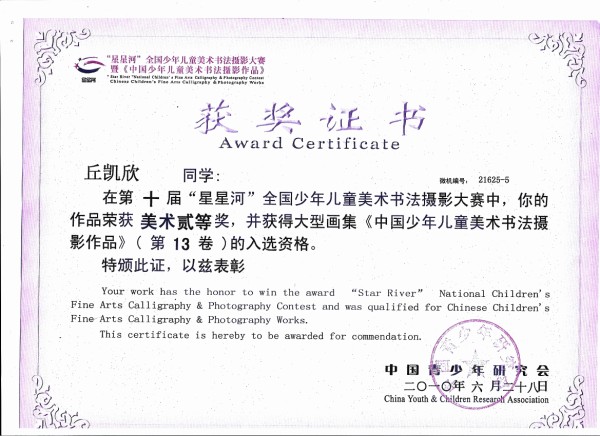 “星星河”全国少年儿童美术书法摄影大赛
暨《中国少年儿童美术书法摄影作品》
"Star River"National Children's Fine Arts Calligraphy & Photography Contest
Chinese Children's Fine Arts Calligraphy & Photography Works
星星河
获奖证书
Award Certificate
丘凯欣 同学:
微机编号: 21625-5
在第十届“星星河”全国少年儿童美术书法摄影大赛中，你的
作品荣获 美术贰等奖，并获得大型画集《中国少年儿童美术书法摄
影作品》（第 13 卷）的入选资格。
特颁此证，以兹表彰
Your work has the honor to win the award “Star River” National Children's
Fine Arts Calligraphy & Photography Contest and was qualified for Chinese Children's
Fine Arts Calligraphy & Photography Works.
This certificate is hereby to be awarded for commendation.
中国青少年研究会
二〇一〇年六月二十八日
China Youth & Children Research Association